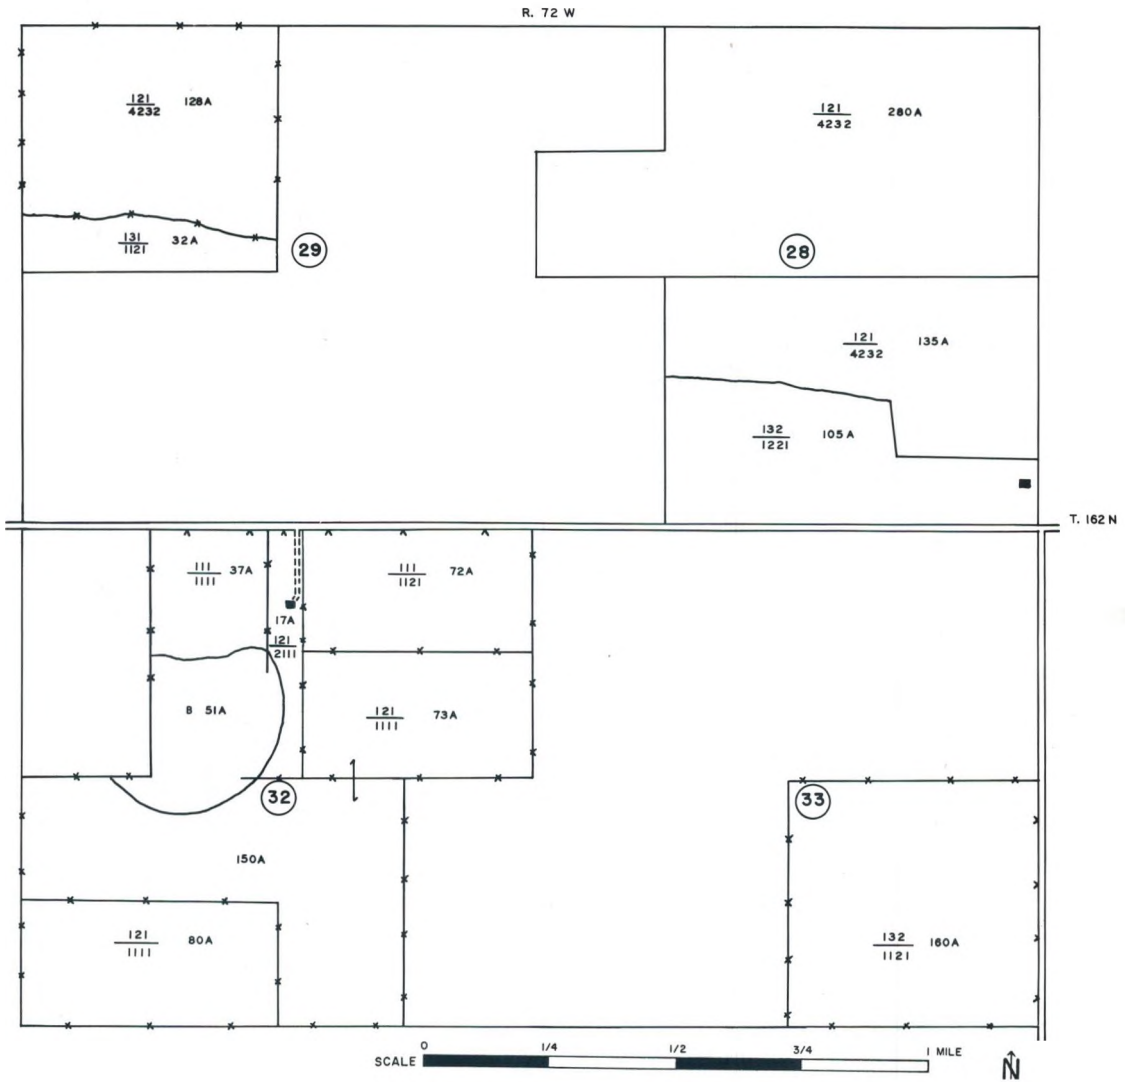 R. 72 W
121 128A
4232
121 280A
4232
131 32A
1121
29
28
121 135A
4232
132 105A
1221
T. 162 N
111 37A
1111
111 72A
1121
17A
121
2111
B 51A
121 73A
1111
32
33
150A
121 80A
1111
132 160A
1121
SCALE 0 1/4 1/2 3/4 1 MILE
N